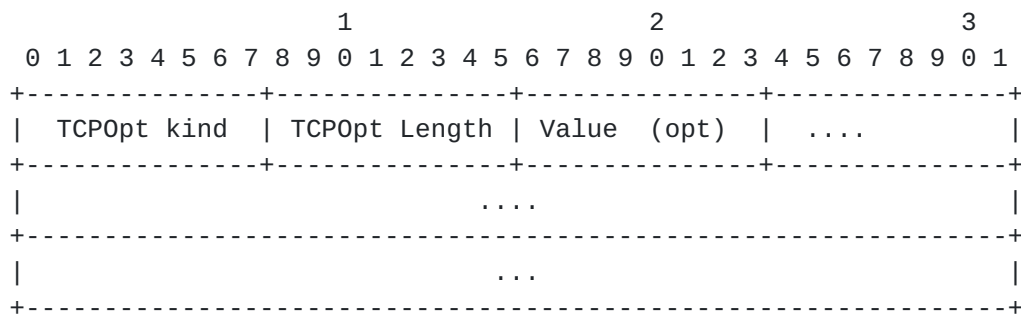 1                   2                   3
 0 1 2 3 4 5 6 7 8 9 0 1 2 3 4 5 6 7 8 9 0 1 2 3 4 5 6 7 8 9 0 1
+---------------+---------------+---------------+---------------+
|  TCPOpt kind  | TCPOpt Length | Value  (opt)  |  ....         |
+---------------+---------------+---------------+---------------+
|                             ....                              |
+---------------------------------------------------------------+
|                              ...                              |
+---------------------------------------------------------------+